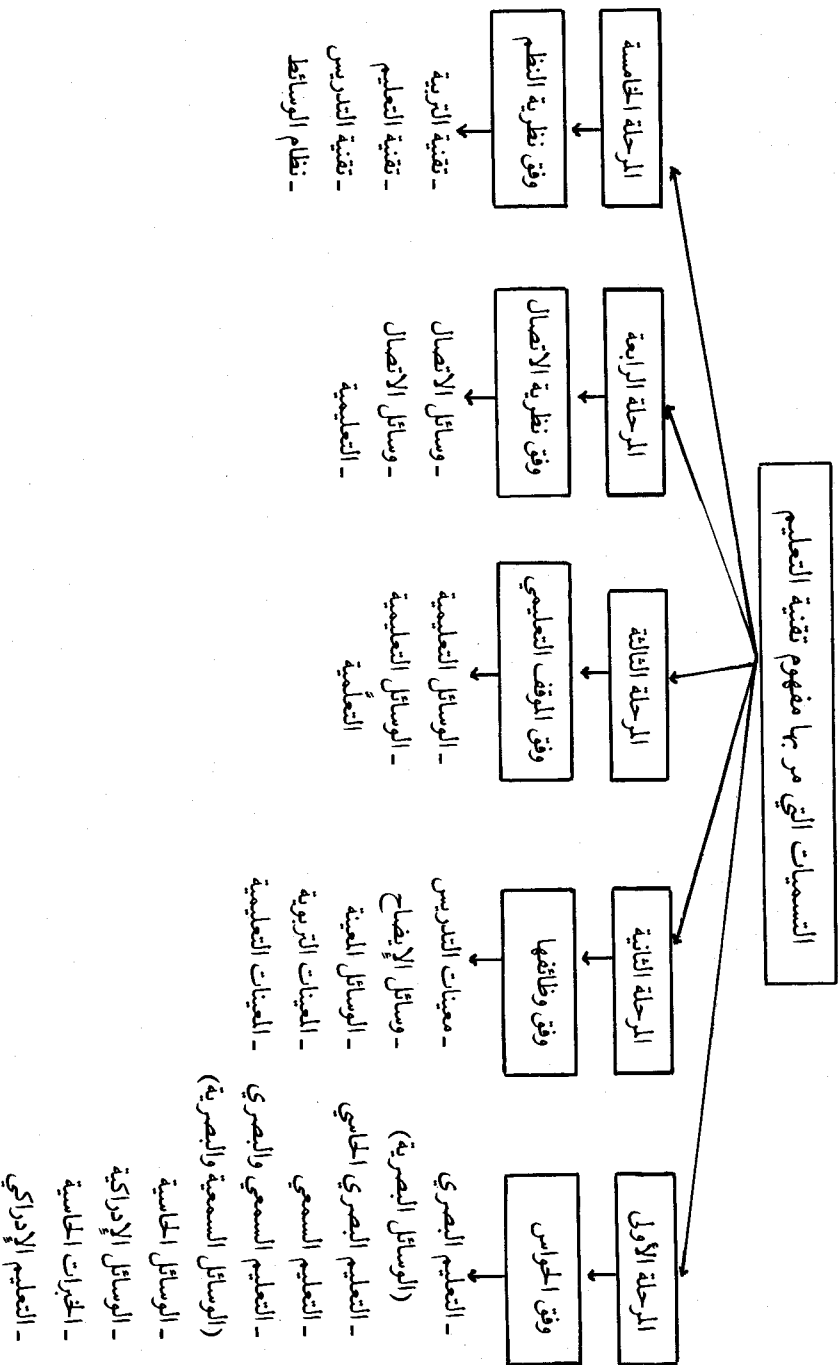 التسميات التي مر بها مفهوم تقنية التعليم
المرحلة الأولى
وفق الحواس
- التعليم البصري
(الوسائل البصرية)
- التعليم البصري الحاسي
- التعليم السمعي
- التعليم السمعي والبصري
(الوسائل السمعية والبصرية)
- الوسائل الحاسية
- الوسائل الإدراكية
- الخبرات الحاسية
- التعليم الإدراكي
المرحلة الثانية
وفق وظائفها
- معينات التدريس
- وسائل الإيضاح
- الوسائل المعينة
- المعينات التربوية
- المعينات التعليمية
المرحلة الثالثة
وفق الموقف التعليمي
- الوسائل التعليمية
- الوسائل التعليمية
التعلّمية
المرحلة الرابعة
وفق نظرية الاتصال
- وسائل الاتصال
- وسائل الاتصال
- التعليمية
المرحلة الخامسة
وفق نظرية النظم
- تقنية التربية
- تقنية التعليم
- تقنية التدريس
- نظام الوسائط